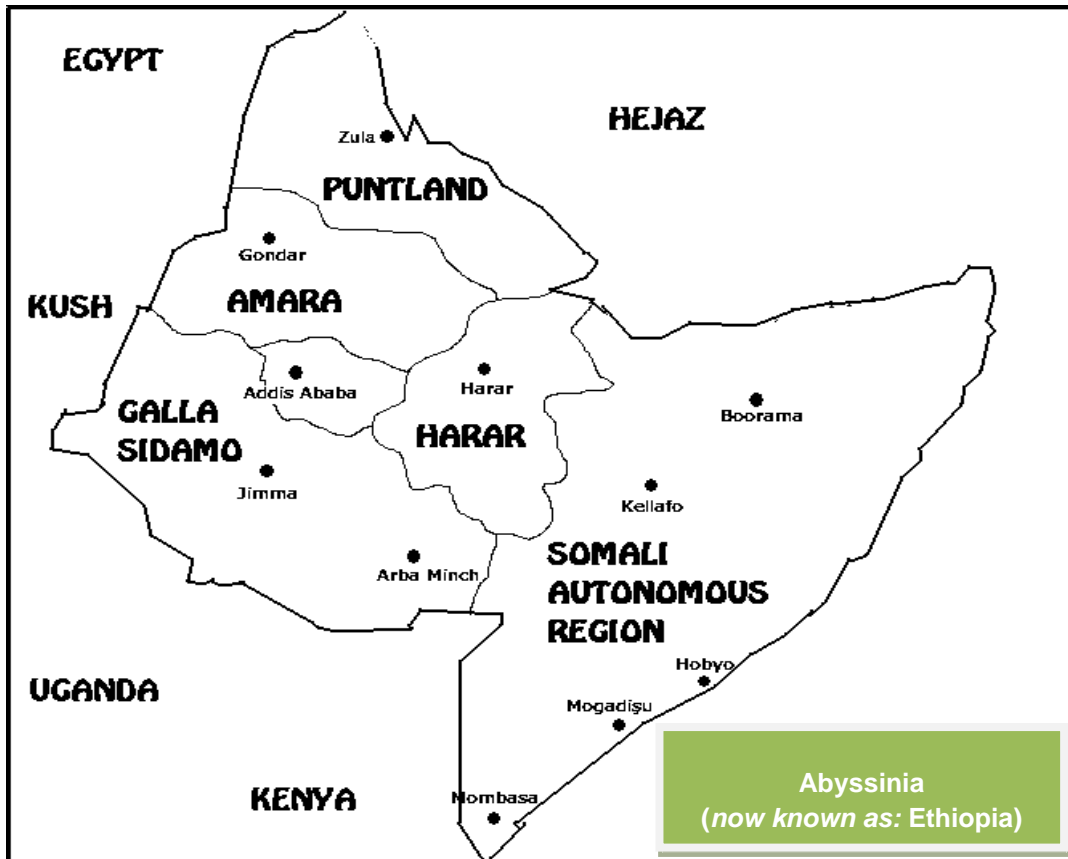 EGYPT
HEJAZ
Zula
PUNTLAND
Gondar
AMARA
KUSH
Addis Ababa
Harar
GALLA
SIDAMO
HARAR
Boorama
Jimma
Kellafo
Arba Minch
SOMALI
AUTONOMOUS
REGION
UGANDA
Hobyo
Mogadişu
KENYA
Mombasa
Abyssinia
(now known as: Ethiopia)